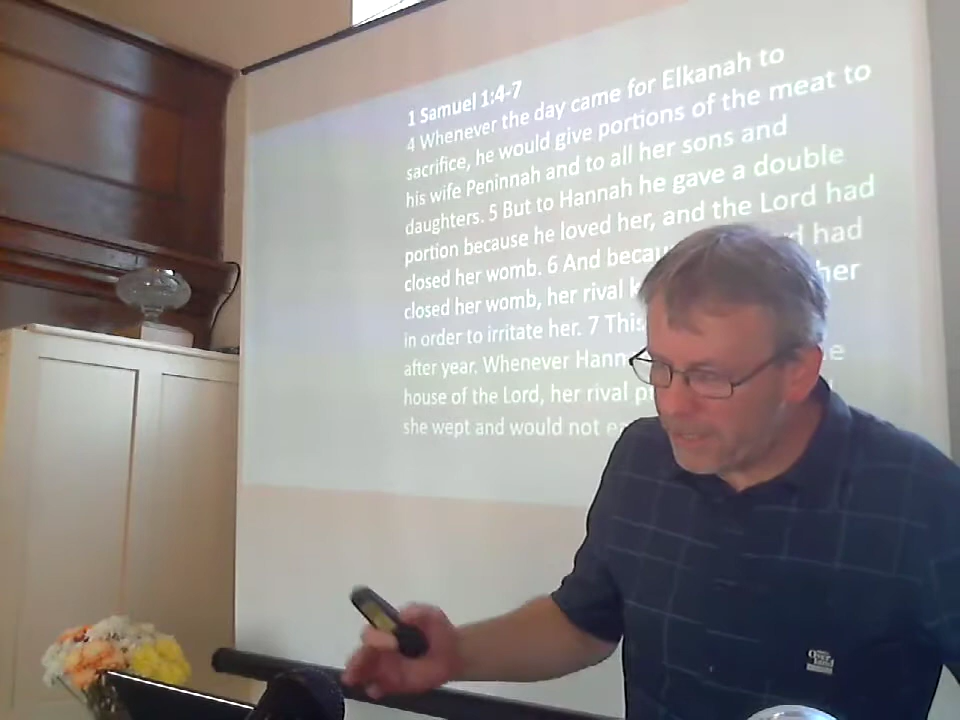 1 Samuel 1:4-7
4 Whenever the day came for Elkanah to
sacrifice, he would give portions of the meat to
his wife Peninnah and to all her sons and
daughters. 5 But to Hannah he gave a double
portion because he loved her, and the Lord had
closed her womb. 6 And had
closed her womb, her rival her
in order to irritate her. 7 This
after year. Whenever
house of the Lord, her rival
she wept and would not